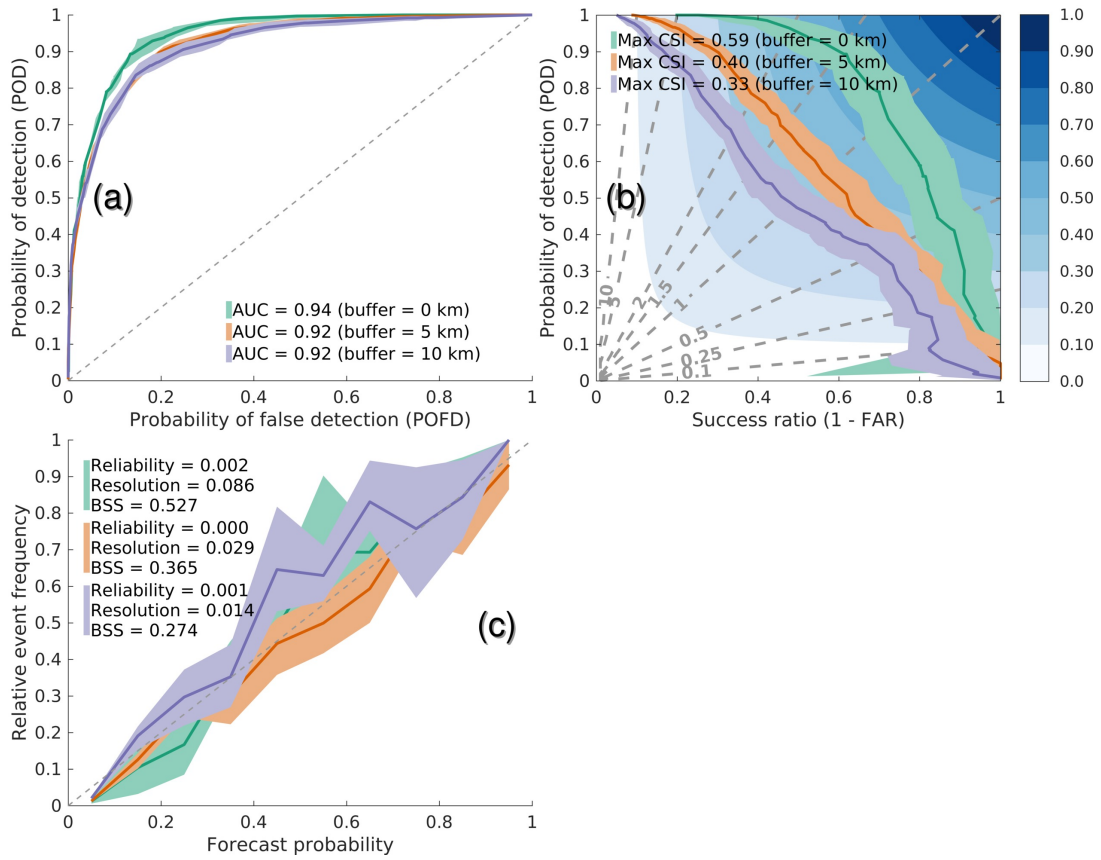 1
0.9
0.8
0.7
0.6
0.5
0.4
0.3
0.2
0.1
0
Probability of detection (POD)
(a)
AUC = 0.94 (buffer = 0 km)
AUC = 0.92 (buffer = 5 km)
AUC = 0.92 (buffer = 10 km)
0 0.2 0.4 0.6 0.8 1
Probability of false detection (POFD)
1
0.9
0.8
0.7
0.6
0.5
0.4
0.3
0.2
0.1
0
Probability of detection (POD)
Max CSI = 0.59 (buffer = 0 km)
Max CSI = 0.40 (buffer = 5 km)
Max CSI = 0.33 (buffer = 10 km)
(b)
10
5
2
1.5
1
0.5
0.25
0.1
0 0.2 0.4 0.6 0.8 1
Success ratio (1 - FAR)
1.0
0.90
0.80
0.70
0.60
0.50
0.40
0.30
0.20
0.10
0.0
1
0.9
0.8
0.7
0.6
0.5
0.4
0.3
0.2
0.1
0
Relative event frequency
Reliability = 0.002
Resolution = 0.086
BSS = 0.527
Reliability = 0.000
Resolution = 0.029
BSS = 0.365
Reliability = 0.001
Resolution = 0.014
BSS = 0.274
(c)
0 0.2 0.4 0.6 0.8 1
Forecast probability